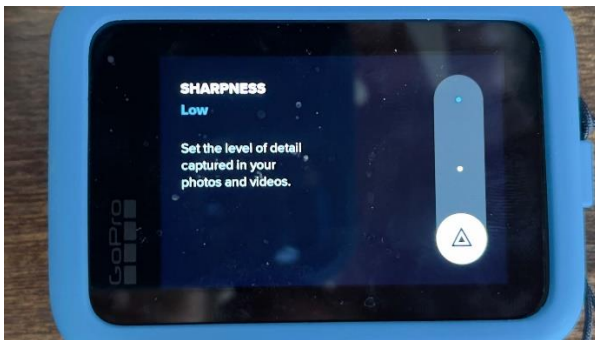 SHARPNESS
Low
Set the level of detail
captured in your
photos and videos.
GoPro